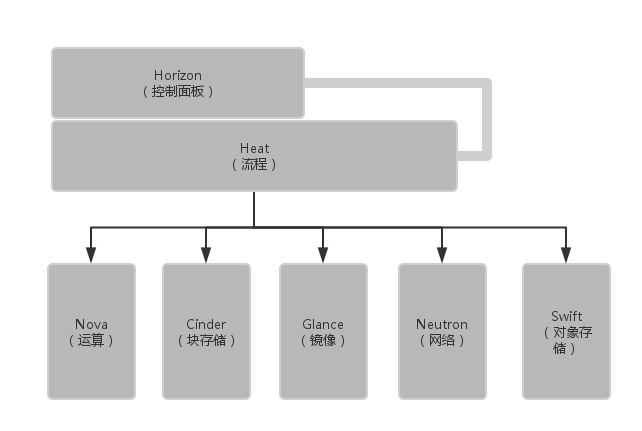 Horizon
（控制面板）
Heat
（流程）
Nova
（运算）
Cinder
（块存储）
Glance
（镜像）
Neutron
（网络）
Swift
（对象存
储）